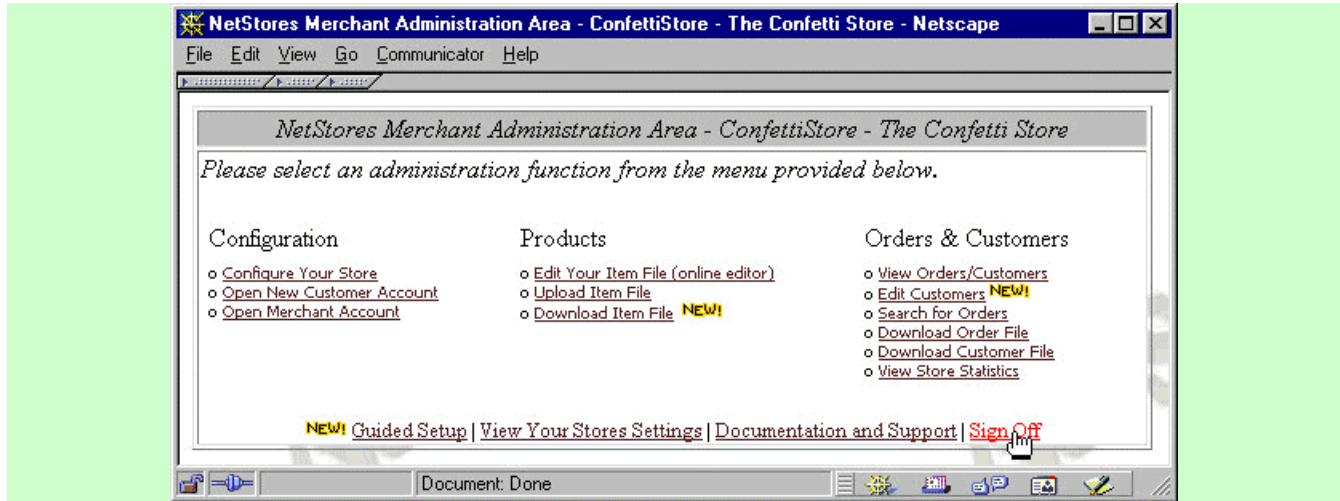 NetStores Merchant Administration Area - ConfettiStore - The Confetti Store - Netscape
File Edit View Go Communicator Help
NetStores Merchant Administration Area - ConfettiStore - The Confetti Store
Please select an administration function from the menu provided below.
Configuration
o Configure Your Store
o Open New Customer Account
o Open Merchant Account
Products
o Edit Your Item File (online editor)
o Upload Item File
o Download Item File NEW!
Orders & Customers
o View Orders/Customers
o Edit Customers NEW!
o Search for Orders
o Download Order File
o Download Customer File
o View Store Statistics
NEW! Guided Setup | View Your Stores Settings | Documentation and Support | Sign Off
Document: Done